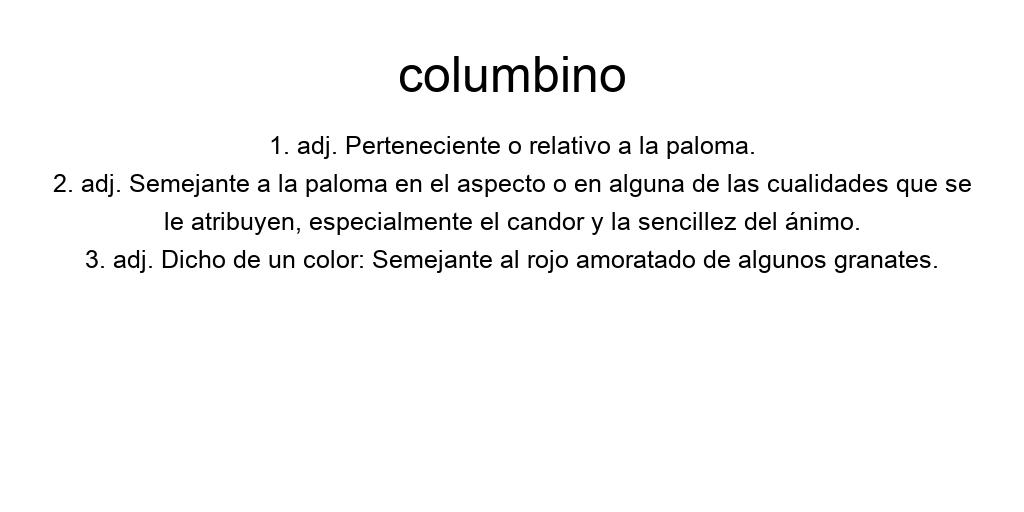 columbino
1. adj. Perteneciente o relativo a la paloma.
2. adj. Semejante a la paloma en el aspecto o en alguna de las cualidades que se
le atribuyen, especialmente el candor y la sencillez del ánimo.
3. adj. Dicho de un color: Semejante al rojo amoratado de algunos granates.